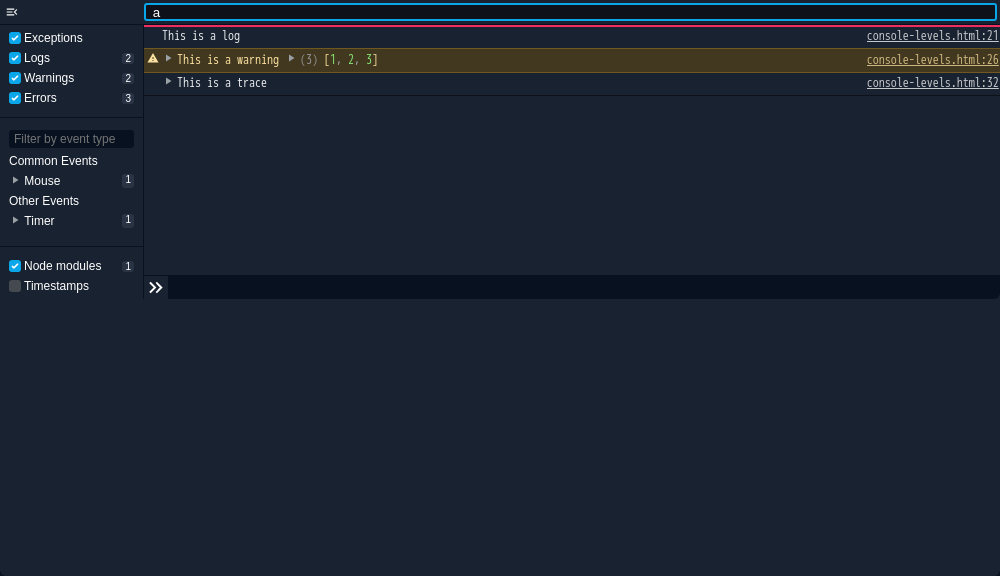 a
Exceptions
Logs 2
Warnings 2
Errors 3
Filter by event type
Common Events
Mouse 1
Other Events
Timer 1
Node modules 1
Timestamps
This is a log console-levels.html:21
This is a warning (3) [1, 2, 3] console-levels.html:26
This is a trace console-levels.html:32